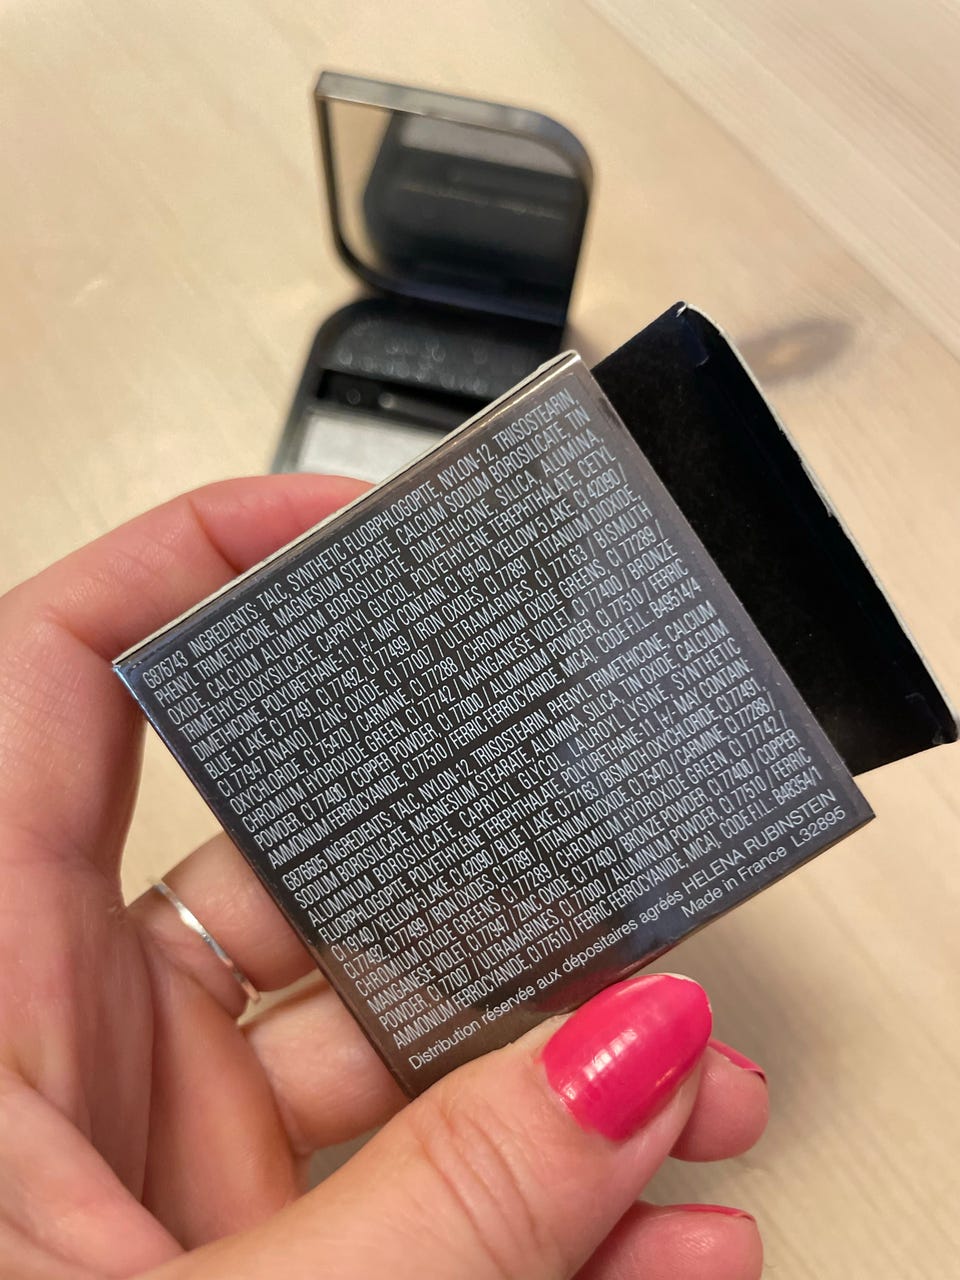 G876743 INGREDIENTS: TALC, SYNTHETIC FLUORPHLOGOPITE, NYLON-12, TRIISOSTEARIN,
PHENYL TRIMETHICONE, MAGNESIUM STEARATE, CALCIUM SODIUM BOROSILICATE, TIN
OXIDE, CALCIUM ALUMINUM BOROSILICATE, DIMETHICONE, SILICA, ALUMINA,
TRIMETHYLSILOXYSILICATE, CAPRYLYL GLYCOL, POLYETHYLENE TEREPHTHALATE, CETYL
DIMETHICONE, POLYURETHANE-11, [+/- MAY CONTAIN: CI 19140 / YELLOW 5 LAKE, CI 42090 /
BLUE 1 LAKE, CI 77491, CI 77492, CI 77499 / IRON OXIDES, CI 77891 / TITANIUM DIOXIDE,
CI 77947 (NANO) / ZINC OXIDE, CI 77007 / ULTRAMARINES, CI 77163 / BISMUTH
OXYCHLORIDE, CI 75470 / CARMINE, CI 77288 / CHROMIUM OXIDE GREENS, CI 77289 /
CHROMIUM HYDROXIDE GREEN, CI 77742 / MANGANESE VIOLET, CI 77400 / BRONZE
POWDER, CI 77400 / COPPER POWDER, CI 77000 / ALUMINUM POWDER, CI 77510 / FERRIC
AMMONIUM FERROCYANIDE, CI 77510 / FERRIC FERROCYANIDE, MICA]. CODE F.I.L.: B49514/4
G876605 INGREDIENTS: TALC, NYLON-12, TRIISOSTEARIN, PHENYL TRIMETHICONE, CALCIUM
SODIUM BOROSILICATE, MAGNESIUM STEARATE, ALUMINA, SILICA, TIN OXIDE, CALCIUM
ALUMINUM BOROSILICATE, CAPRYLYL GLYCOL, LAUROYL LYSINE, SYNTHETIC
FLUORPHLOGOPITE, POLYETHYLENE TEREPHTHALATE, POLYURETHANE-11, [+/- MAY CONTAIN:
CI 19140 / YELLOW 5 LAKE, CI 42090 / BLUE 1 LAKE, CI 77163 / BISMUTH OXYCHLORIDE, CI 77491,
CI 77492, CI 77499 / IRON OXIDES, CI 77891 / TITANIUM DIOXIDE, CI 75470 / CARMINE, CI 77288 /
CHROMIUM OXIDE GREENS, CI 77289 / CHROMIUM HYDROXIDE GREEN, CI 77742 /
MANGANESE VIOLET, CI 77947 / ZINC OXIDE, CI 77400 / BRONZE POWDER, CI 77400 / COPPER
POWDER, CI 77007 / ULTRAMARINES, CI 77000 / ALUMINUM POWDER, CI 77510 / FERRIC
AMMONIUM FERROCYANIDE, CI 77510 / FERRIC FERROCYANIDE, MICA]. CODE F.I.L.: B48354/1
Distribution réservée aux dépositaires agréés HELENA RUBINSTEIN
Made in France L32895